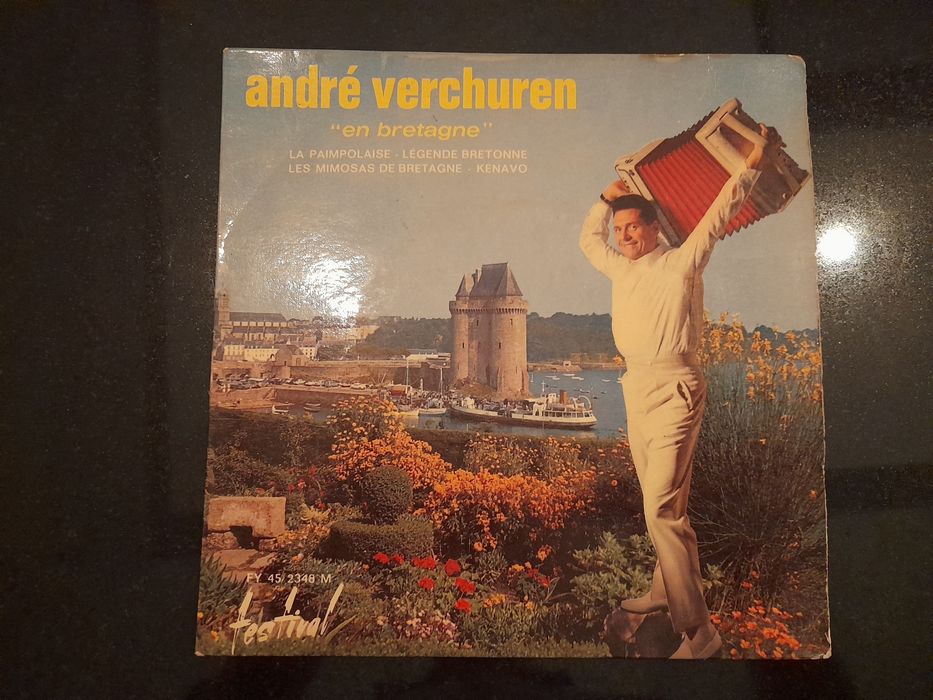 andré verchuren
"en bretagne"
LA PAIMPOLAISE - LÉGENDE BRETONNE
LES MIMOSAS DE BRETAGNE - KENAVO
FY 45 2348 M
festival